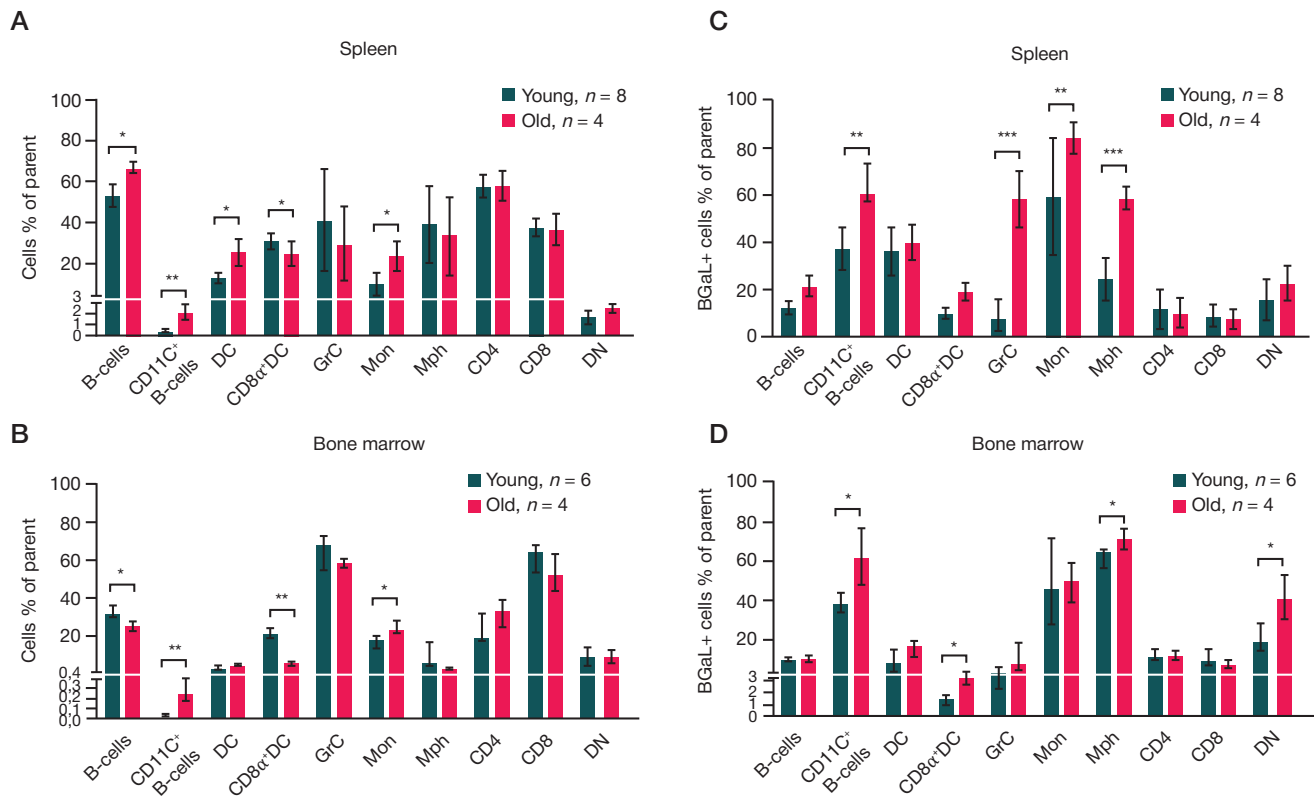 A
Spleen
Young, n = 8
Old, n = 4
Cells % of parent
100
80
60
40
20
3
2
1
0
*
**
*
*
*
B-cells
CD11C⁺
B-cells
DC
CD8α⁺DC
GrC
Mon
Mph
CD4
CD8
DN
B
Bone marrow
Young, n = 6
Old, n = 4
Cells % of parent
100
80
60
40
20
0.4
0,3
0,2
0,1
0,0
*
**
**
*
B-cells
CD11C⁺
B-cells
DC
CD8α⁺DC
GrC
Mon
Mph
CD4
CD8
DN
C
Spleen
Young, n = 8
Old, n = 4
BGaL+ cells % of parent
100
80
60
40
20
0
**
***
**
***
B-cells
CD11C⁺
B-cells
DC
CD8α⁺DC
GrC
Mon
Mph
CD4
CD8
DN
D
Bone marrow
Young, n = 6
Old, n = 4
BGaL+ cells % of parent
100
80
60
40
20
3
2
1
0
*
*
*
*
B-cells
CD11C⁺
B-cells
DC
CD8α⁺DC
GrC
Mon
Mph
CD4
CD8
DN